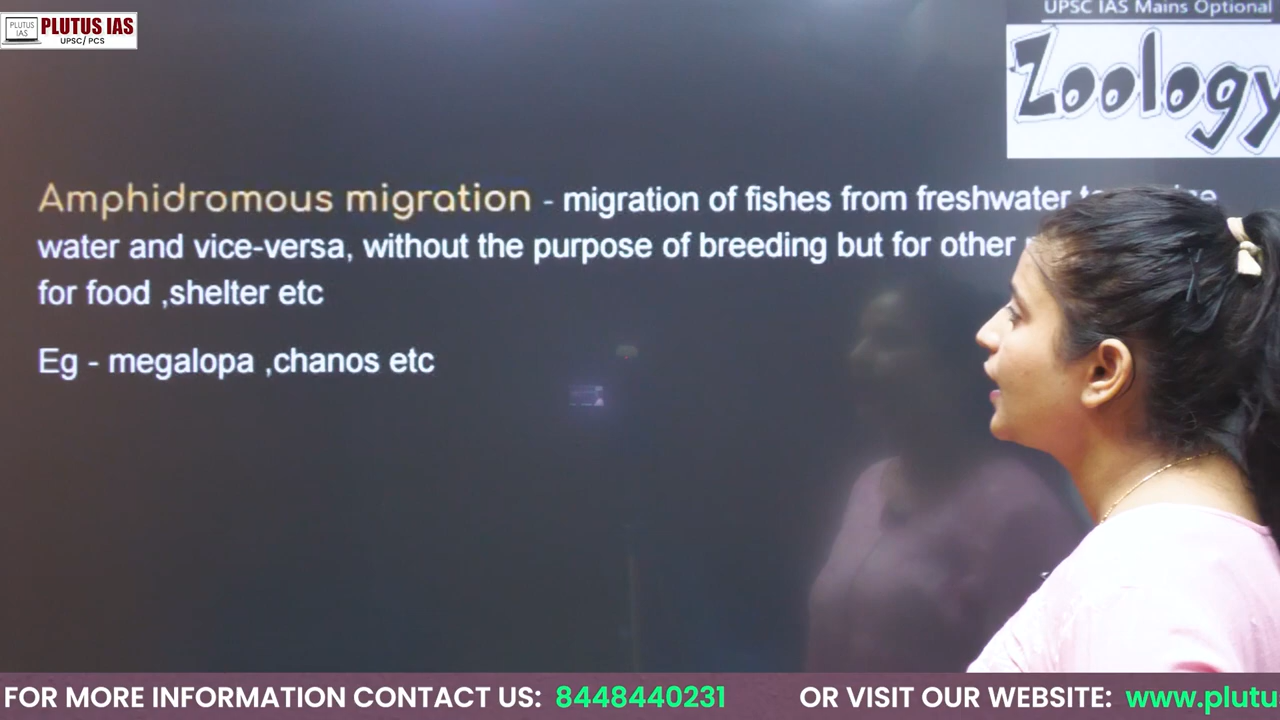 PLUTUS IAS
PLUTUS IAS
UPSC/ PCS
UPSC IAS Mains Optional
Zoology
Amphidromous migration - migration of fishes from freshwater
water and vice-versa, without the purpose of breeding but for other
for food ,shelter etc
Eg - megalopa ,chanos etc
FOR MORE INFORMATION CONTACT US: 8448440231 OR VISIT OUR WEBSITE: www.plutu